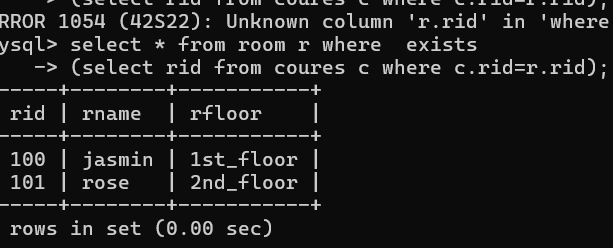 (select rid from coures c where c.rid=r.rid);
RROR 1054 (42S22): Unknown column 'r.rid' in 'where
ysql> select * from room r where  exists
   -> (select rid from coures c where c.rid=r.rid);
-----+--------+-----------+
 rid | rname  | rfloor    |
-----+--------+-----------+
 100 | jasmin | 1st_floor |
 101 | rose   | 2nd_floor |
-----+--------+-----------+
 rows in set (0.00 sec)